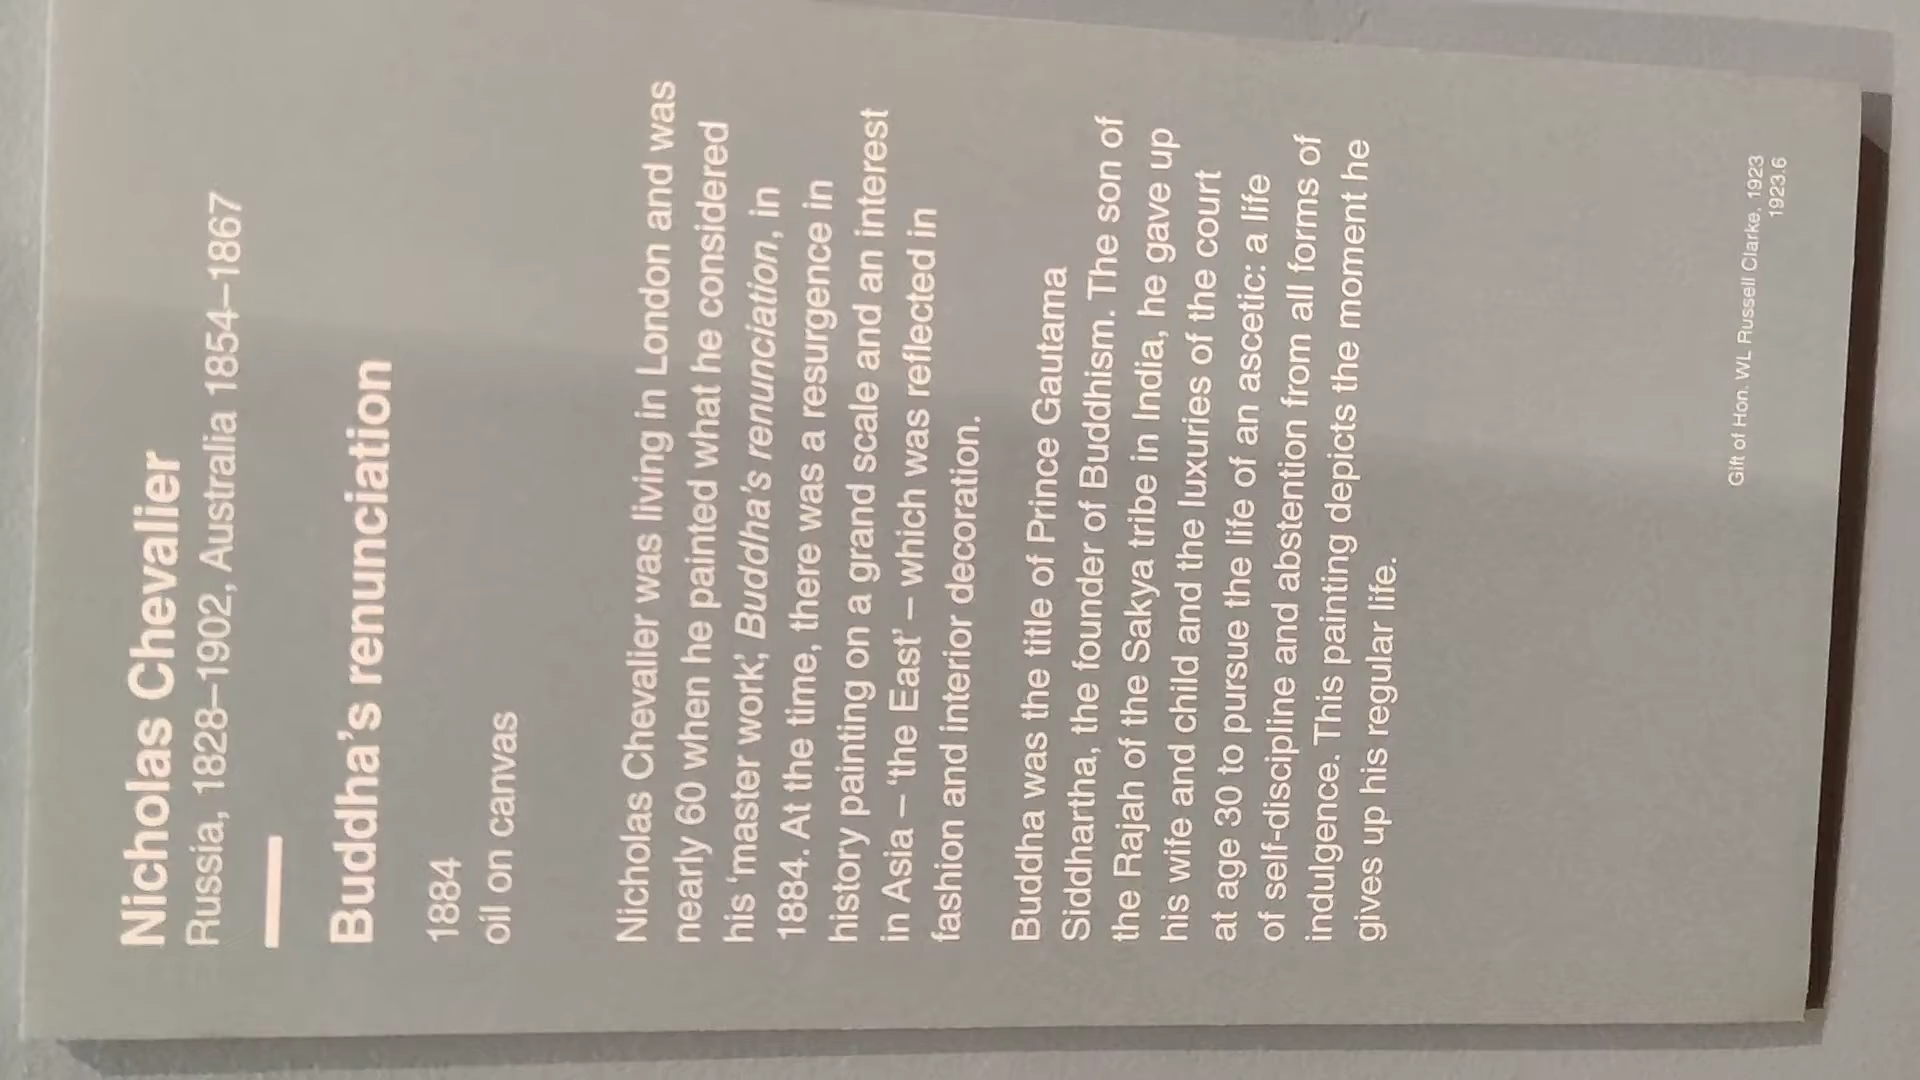 Nicholas Chevalier
Russia, 1828–1902, Australia 1854–1867
Buddha's renunciation
1884
oil on canvas
Nicholas Chevalier was living in London and was
nearly 60 when he painted what he considered
his 'master work', Buddha's renunciation, in
1884. At the time, there was a resurgence in
history painting on a grand scale and an interest
in Asia – 'the East' – which was reflected in
fashion and interior decoration.
Buddha was the title of Prince Gautama
Siddhartha, the founder of Buddhism. The son of
the Rajah of the Sakya tribe in India, he gave up
his wife and child and the luxuries of the court
at age 30 to pursue the life of an ascetic: a life
of self-discipline and abstention from all forms of
indulgence. This painting depicts the moment he
gives up his regular life.
Gift of Hon. WL Russell Clarke, 1923
1923.6